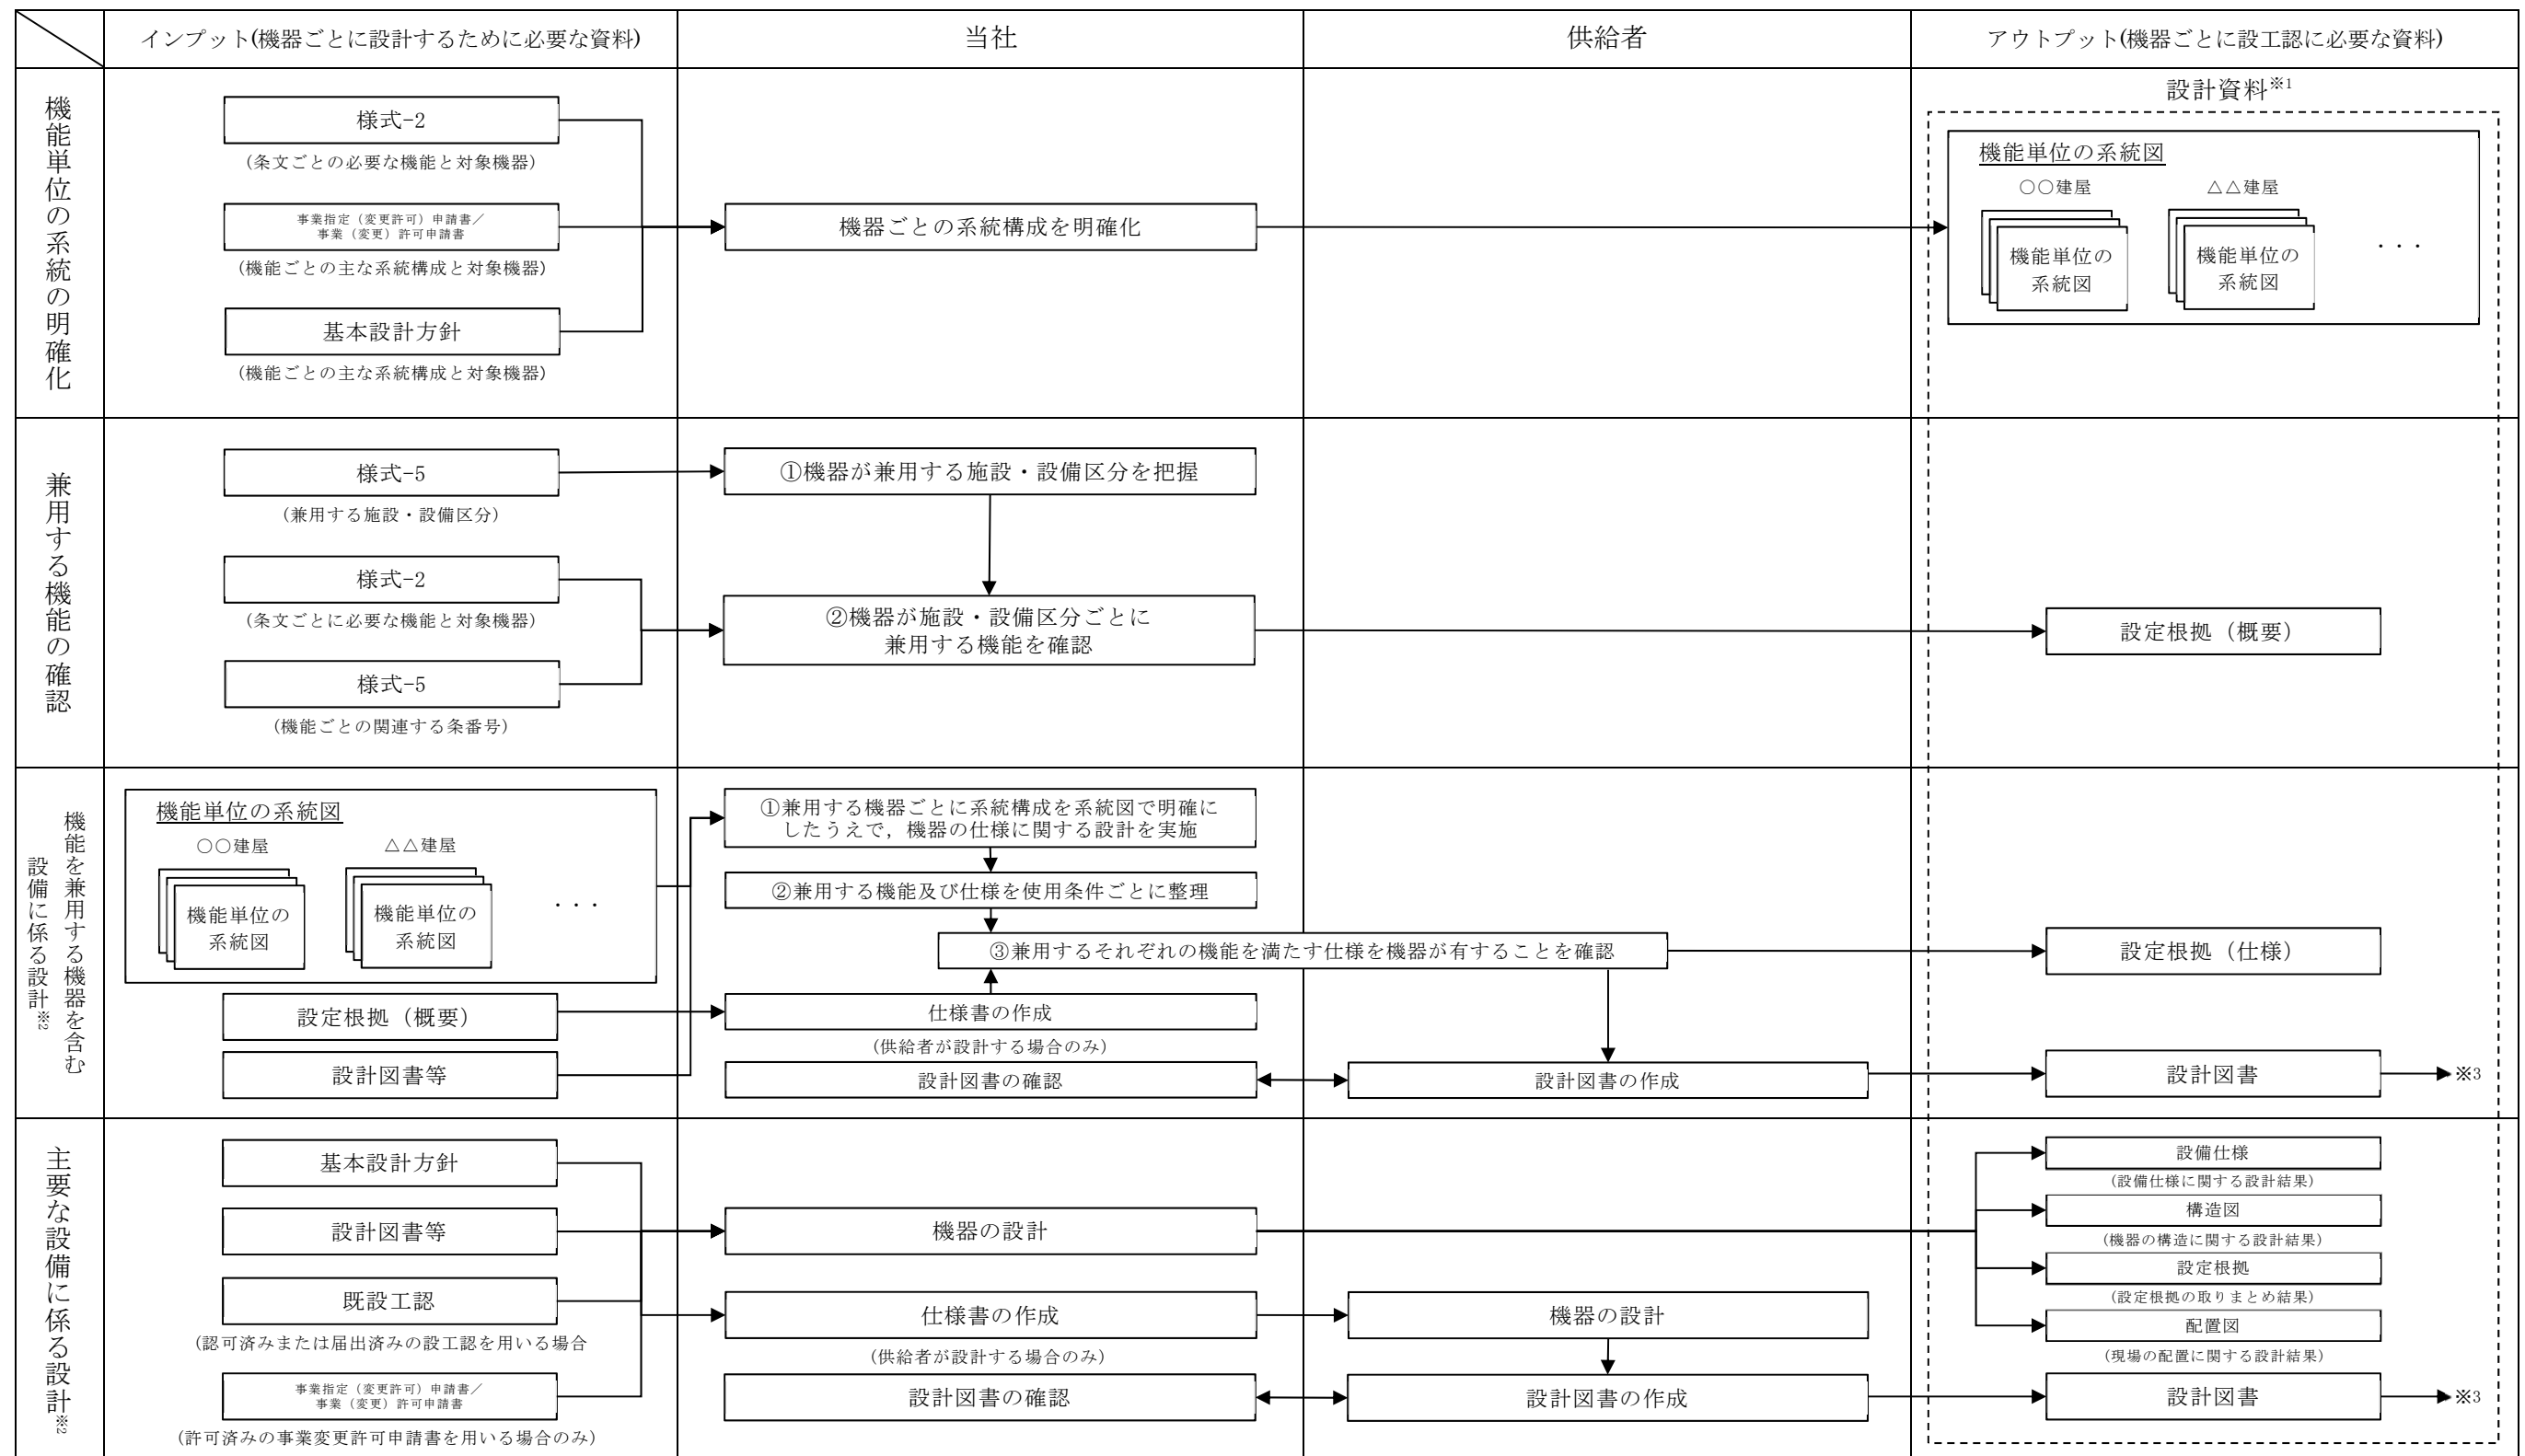 インプット(機器ごとに設計するために必要な資料)
当社
供給者
アウトプット(機器ごとに設工認に必要な資料)
機能単位の系統の明確化
様式-2
(条文ごとの必要な機能と対象機器)
事業指定（変更許可）申請書／
事業（変更）許可申請書
(機能ごとの主な系統構成と対象機器)
基本設計方針
(機能ごとの主な系統構成と対象機器)
機器ごとの系統構成を明確化
設計資料※1
機能単位の系統図
○○建屋
△△建屋
機能単位の
系統図
機能単位の
系統図
・・・
兼用する機能の確認
様式-5
(兼用する施設・設備区分)
様式-2
(条文ごとに必要な機能と対象機器)
様式-5
(機能ごとの関連する条番号)
①機器が兼用する施設・設備区分を把握
②機器が施設・設備区分ごとに
兼用する機能を確認
設定根拠（概要）
機能を兼用する機器を含む
設備に係る設計※2
機能単位の系統図
○○建屋
△△建屋
機能単位の
系統図
機能単位の
系統図
・・・
設定根拠（概要）
設計図書等
①兼用する機器ごとに系統構成を系統図で明確に
したうえで，機器の仕様に関する設計を実施
②兼用する機能及び仕様を使用条件ごとに整理
③兼用するそれぞれの機能を満たす仕様を機器が有することを確認
仕様書の作成
(供給者が設計する場合のみ)
設計図書の確認
設計図書の作成
設定根拠（仕様）
設計図書
※3
主要な設備に係る設計※2
基本設計方針
設計図書等
既設工認
(認可済みまたは届出済みの設工認を用いる場合
事業指定（変更許可）申請書／
事業（変更）許可申請書
(許可済みの事業変更許可申請書を用いる場合のみ)
機器の設計
仕様書の作成
(供給者が設計する場合のみ)
設計図書の確認
機器の設計
設計図書の作成
設備仕様
(設備仕様に関する設計結果)
構造図
(機器の構造に関する設計結果)
設定根拠
(設定根拠の取りまとめ結果)
配置図
(現場の配置に関する設計結果)
設計図書
※3